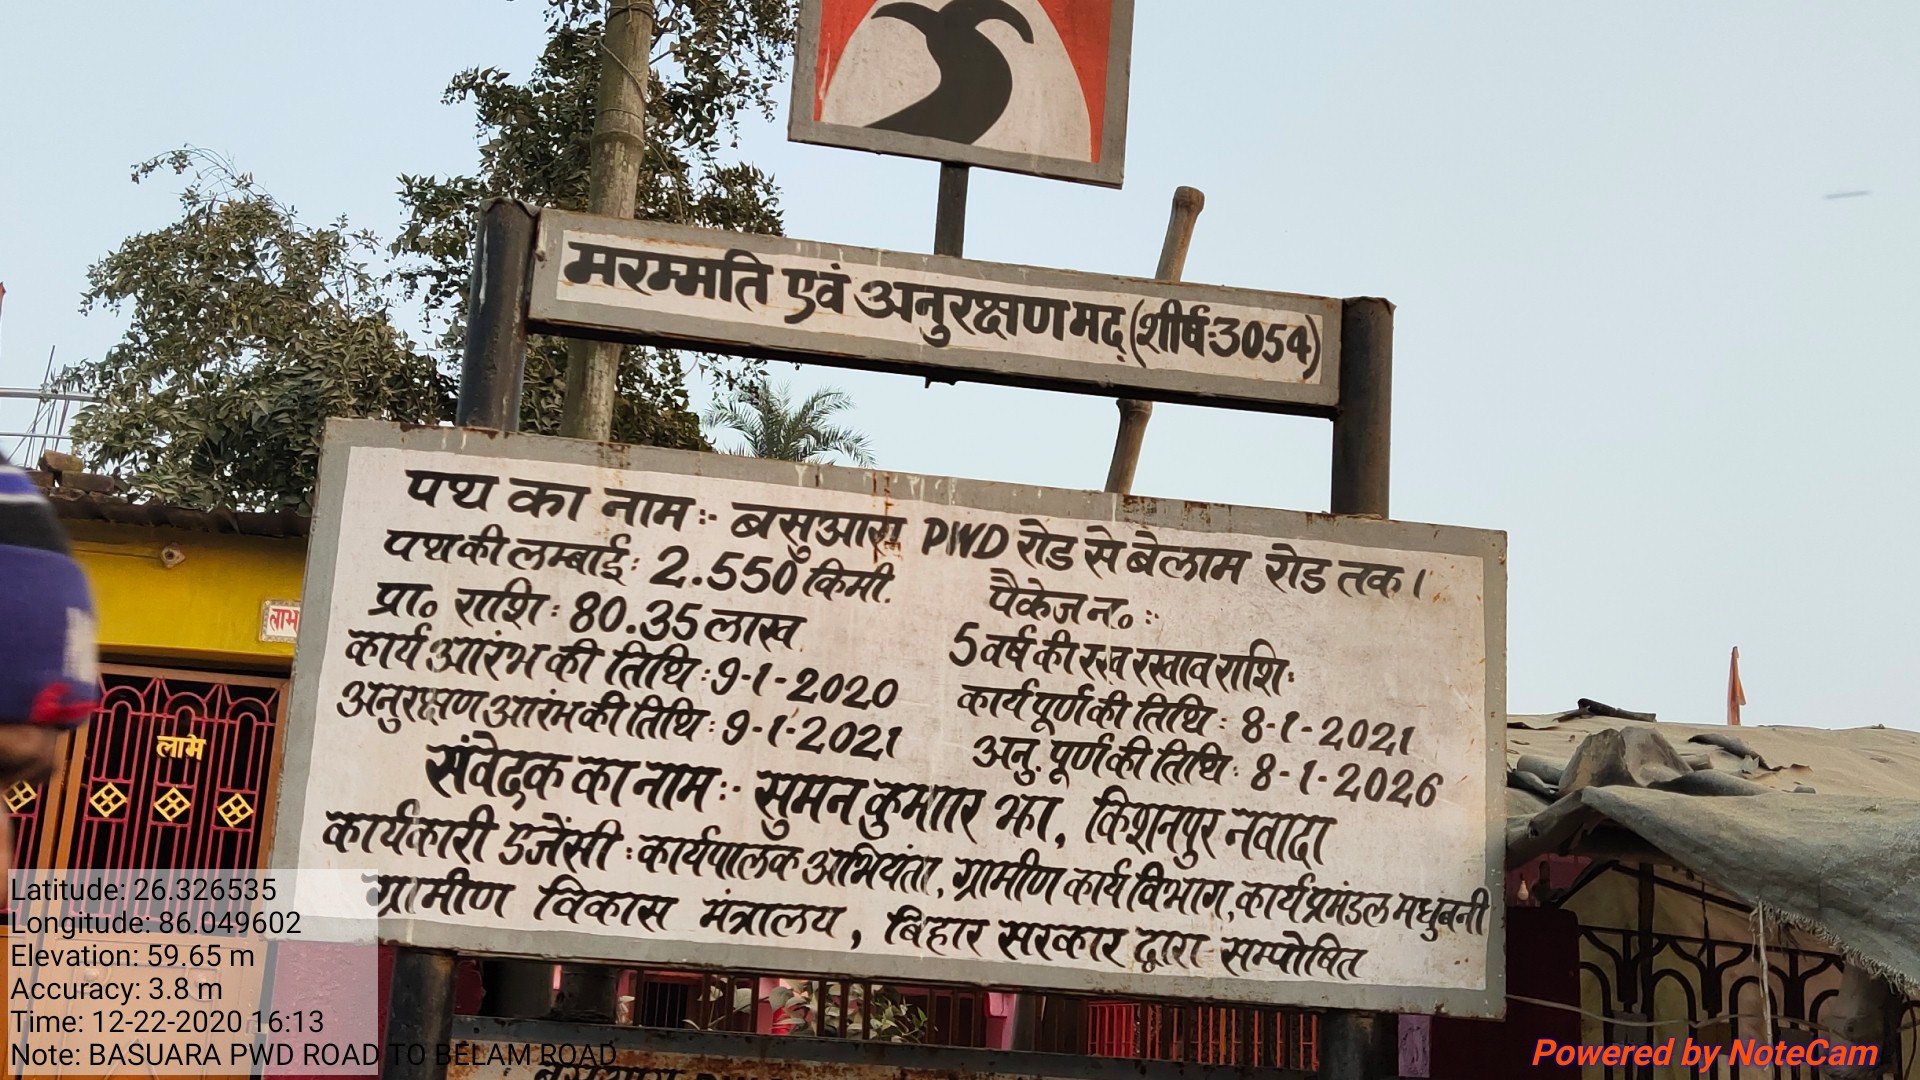 मरम्मति एवं अनुरक्षण मद (शीर्ष:3054)
पथ का नाम :- बसुआरा PWD रोड से बेलाम रोड तक।
पथ की लम्बाई: 2.550 किमी.
पैकेज न० :-
प्रा० राशि: 80.35 लाख
5 वर्ष की रख रखाव राशि:
कार्य आरंभ की तिथि: 9-1-2020
कार्य पूर्ण की तिथि: 8-1-2021
अनुरक्षण आरंभ की तिथि: 9-1-2021
अनु. पूर्ण की तिथि: 8-1-2026
संवेदक का नाम :- सुमन कुमाार झा, किशनपुर नवादा
कार्यकारी एजेंसी : कार्यपालक अभियंता, ग्रामीण कार्य विभाग, कार्य प्रमंडल मधुबनी
ग्रामीण विकास मंत्रालय, बिहार सरकार द्वारा सम्पोषित
लाभ
लाभ
Latitude: 26.326535
Longitude: 86.049602
Elevation: 59.65 m
Accuracy: 3.8 m
Time: 12-22-2020 16:13
Note: BASUARA PWD ROAD TO BELAM ROAD
Powered by NoteCam